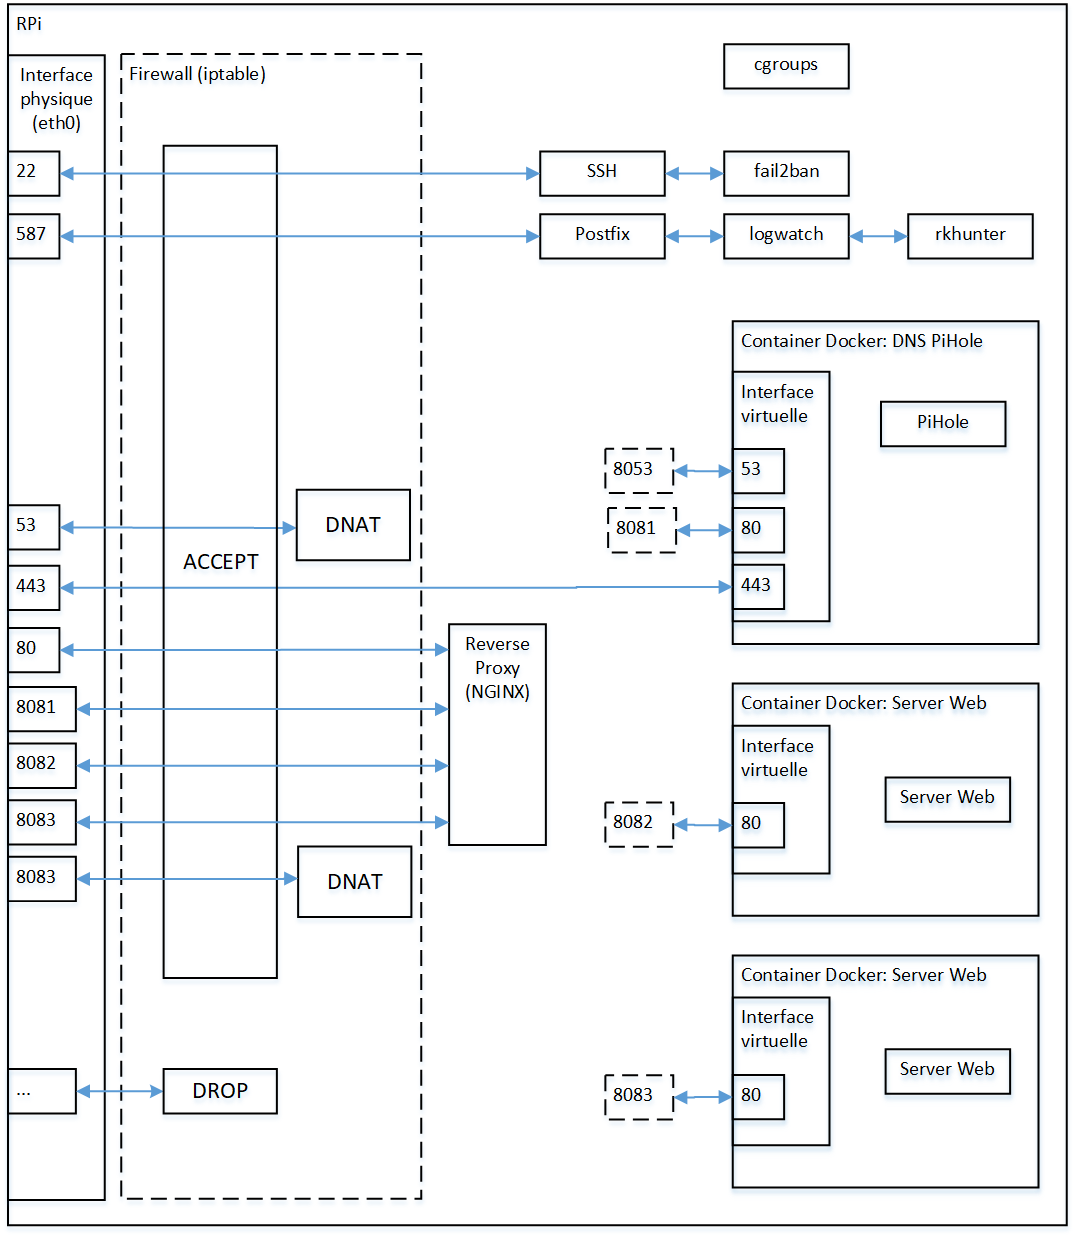 RPi
Interface
physique
(eth0)
Firewall (iptable)
cgroups
22
SSH
fail2ban
587
Postfix
logwatch
rkhunter
Container Docker: DNS PiHole
Interface
virtuelle
PiHole
8053
53
8081
80
443
53
DNAT
ACCEPT
443
80
8081
8082
8083
8083
Reverse
Proxy
(NGINX)
DNAT
Container Docker: Server Web
Interface
virtuelle
Server Web
8082
80
Container Docker: Server Web
Interface
virtuelle
Server Web
8083
80
...
DROP